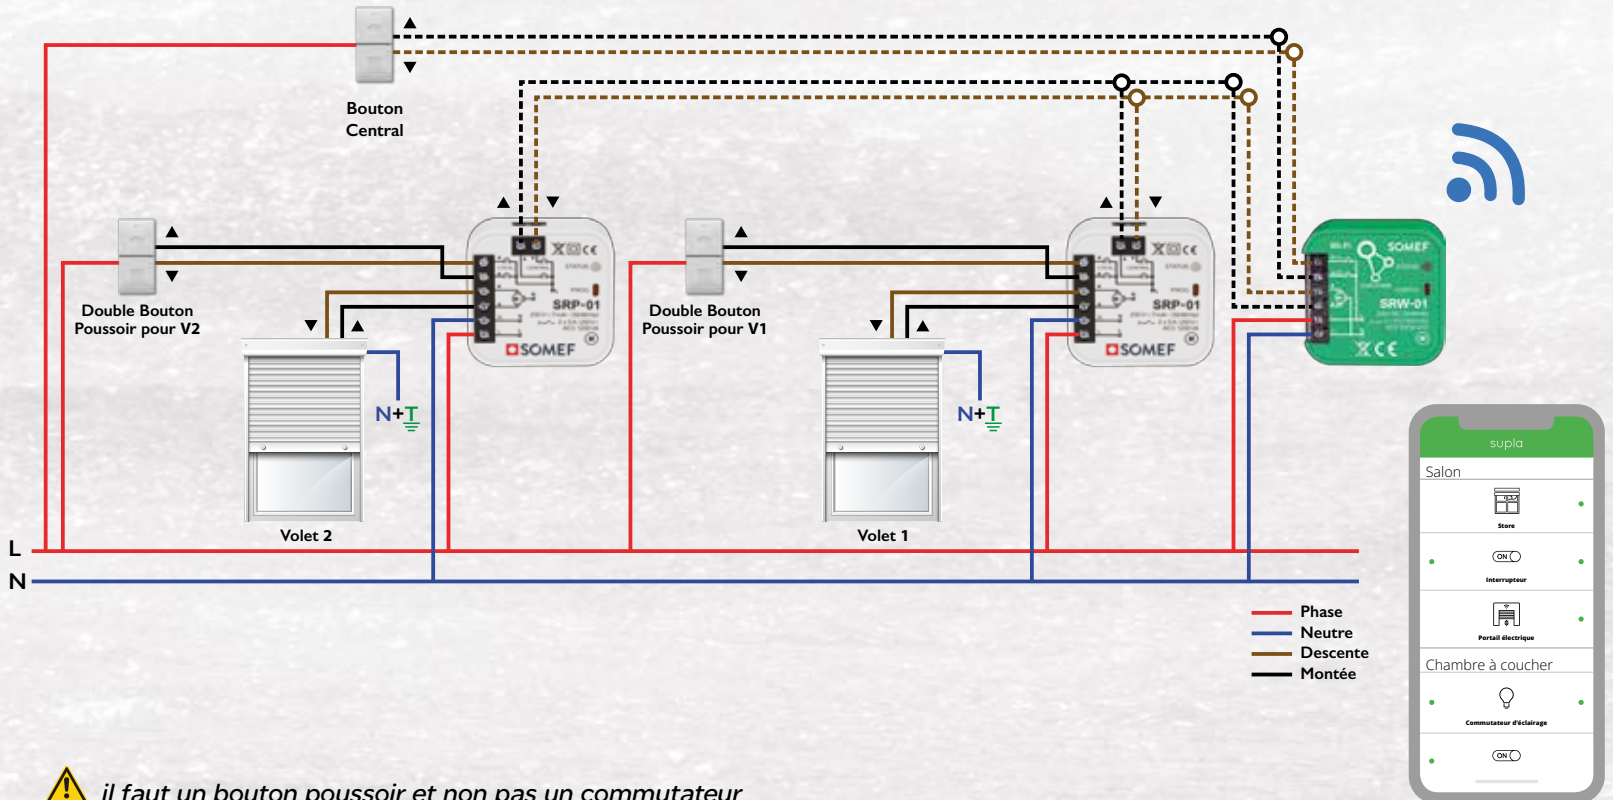 Bouton
Central
Double Bouton
Poussoir pour V2
SRP-01
SOMEF
Double Bouton
Poussoir pour V1
SRP-01
SOMEF
Wi-Fi
SOMEF
SRW-01
N+T
N+T
Volet 2
Volet 1
L
N
Phase
Neutre
Descente
Montée
supla
Salon
Store
ON
Interrupteur
Portail électrique
Chambre à coucher
Commutateur d'éclairage
ON
il faut un bouton poussoir et non pas un commutateur